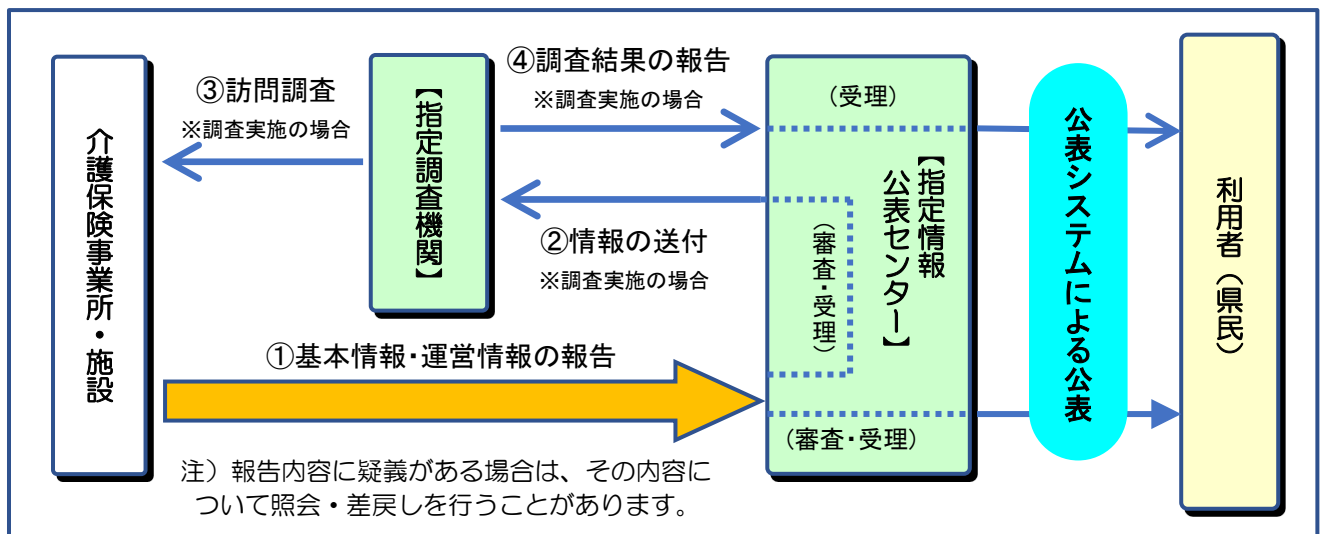 介護保険事業所・施設
③訪問調査
※調査実施の場合
【指定調査機関】
④調査結果の報告
※調査実施の場合
②情報の送付
※調査実施の場合
①基本情報・運営情報の報告
注）報告内容に疑義がある場合は、その内容に
ついて照会・差戻しを行うことがあります。
（受理）
【指定情報
公表センター】
（審査・受理）
（審査・受理）
公表システムによる公表
利用者（県民）